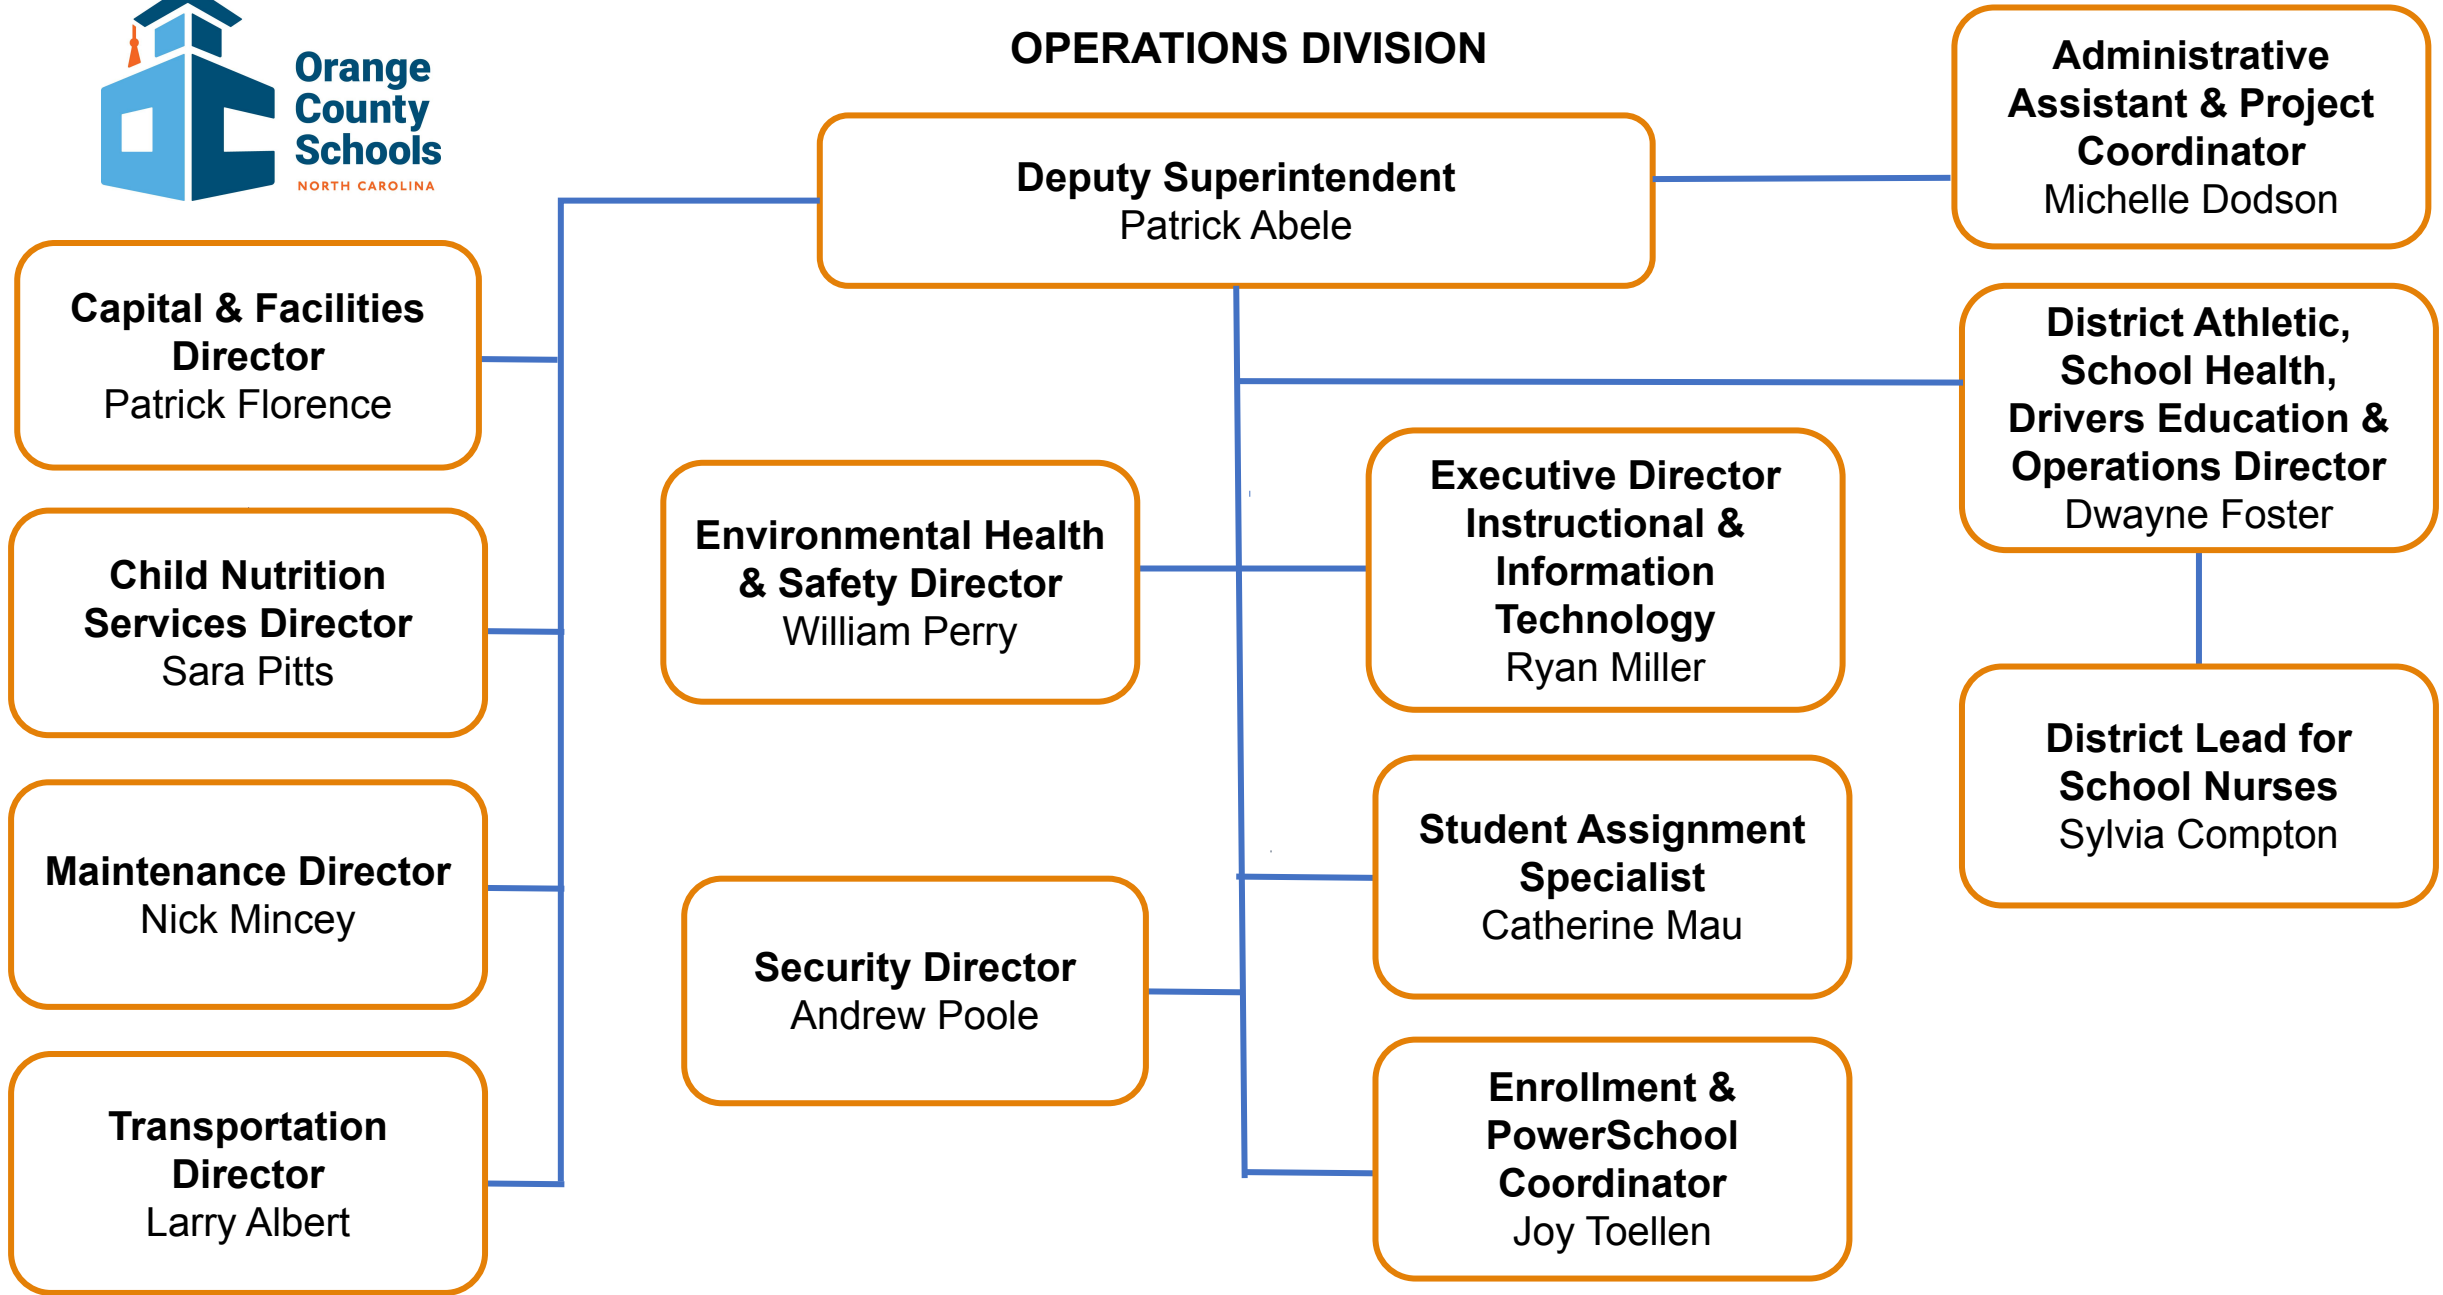 Orange
County
Schools
NORTH CAROLINA
OPERATIONS DIVISION
Deputy Superintendent
Patrick Abele
Administrative
Assistant & Project
Coordinator
Michelle Dodson
Capital & Facilities
Director
Patrick Florence
Child Nutrition
Services Director
Sara Pitts
Maintenance Director
Nick Mincey
Transportation
Director
Larry Albert
Environmental Health
& Safety Director
William Perry
Security Director
Andrew Poole
Executive Director
Instructional &
Information
Technology
Ryan Miller
Student Assignment
Specialist
Catherine Mau
Enrollment &
PowerSchool
Coordinator
Joy Toellen
District Athletic,
School Health,
Drivers Education &
Operations Director
Dwayne Foster
District Lead for
School Nurses
Sylvia Compton